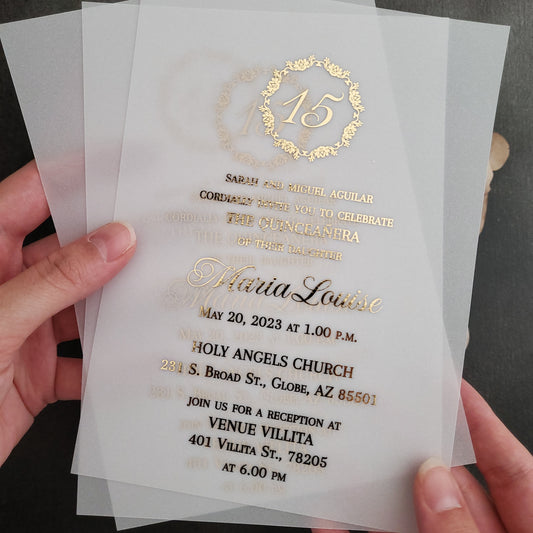 15
SARAH AND MIGUEL AGUILAR
CORDIALLY INVITE YOU TO CELEBRATE
THE QUINCEAÑERA
OF THEIR DAUGHTER
Maria Louise
MAY 20, 2023 AT 1.00 P.M.
HOLY ANGELS CHURCH
231 S. BROAD ST., GLOBE, AZ 85501
JOIN US FOR A RECEPTION AT
VENUE VILLITA
401 VILLITA ST., 78205
AT 6.00 PM